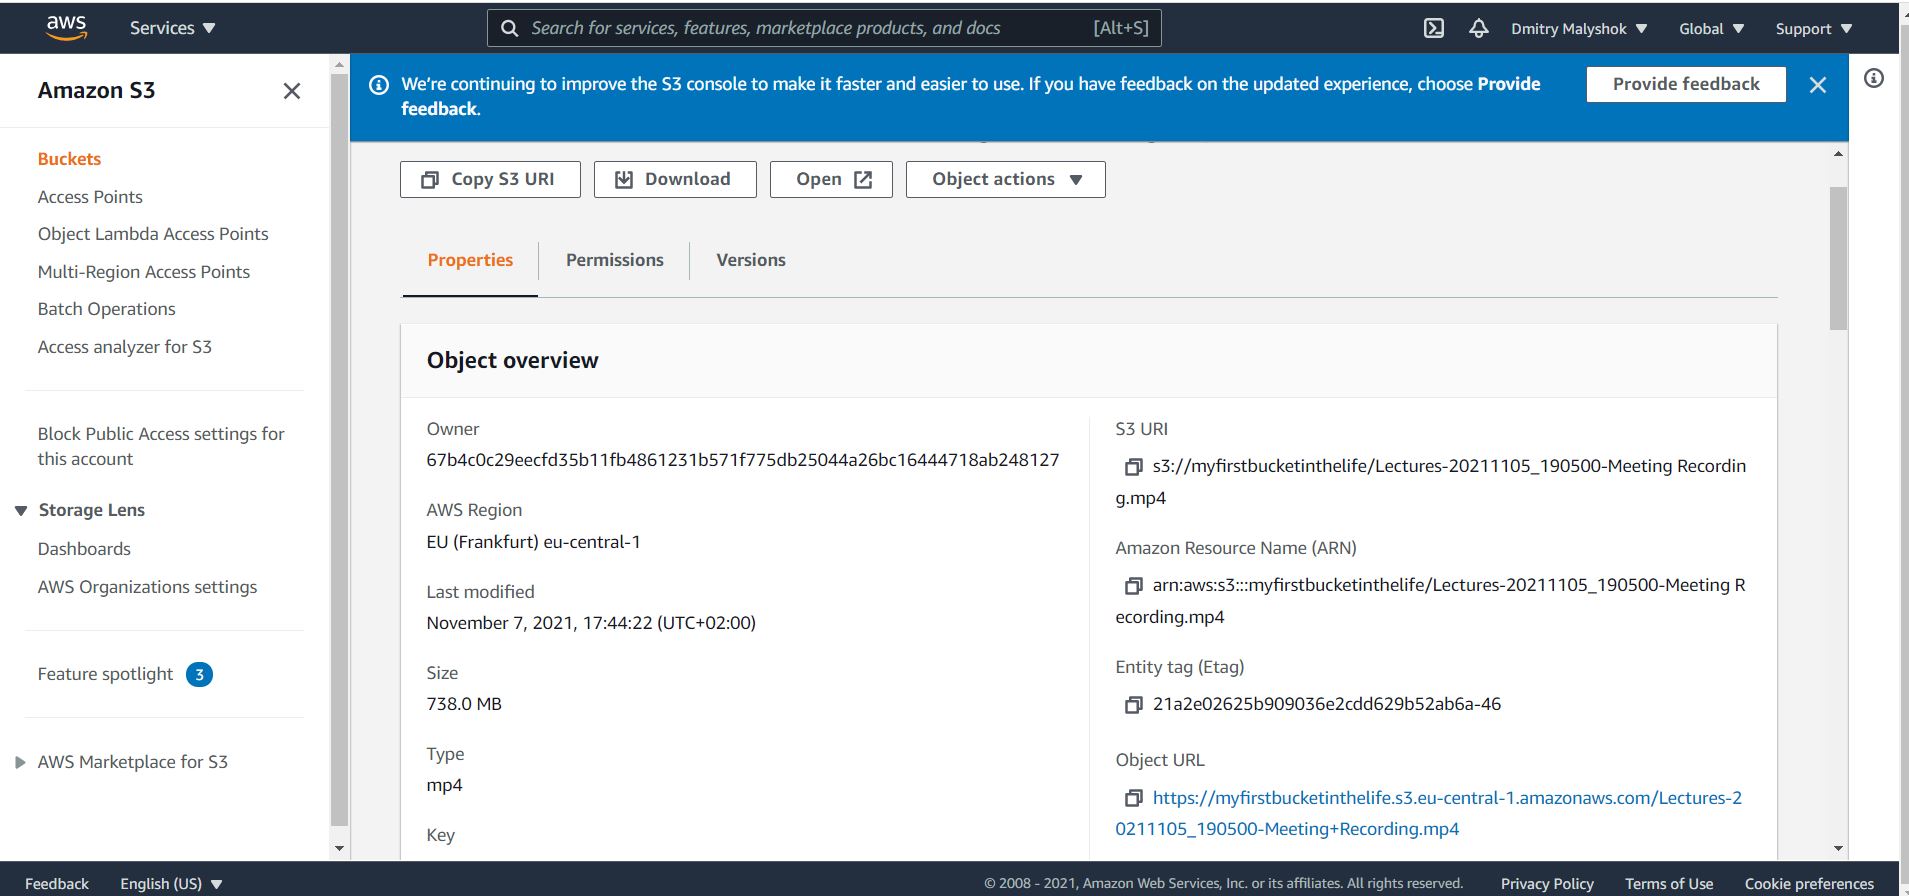 aws
Services
Search for services, features, marketplace products, and docs
[Alt+S]
Dmitry Malyshok
Global
Support
Amazon S3
Buckets
Access Points
Object Lambda Access Points
Multi-Region Access Points
Batch Operations
Access analyzer for S3
Block Public Access settings for
this account
Storage Lens
Dashboards
AWS Organizations settings
Feature spotlight 3
AWS Marketplace for S3
We're continuing to improve the S3 console to make it faster and easier to use. If you have feedback on the updated experience, choose Provide
feedback.
Provide feedback
Copy S3 URI
Download
Open
Object actions
Properties
Permissions
Versions
Object overview
Owner
67b4c0c29eecfd35b11fb4861231b571f775db25044a26bc16444718ab248127
AWS Region
EU (Frankfurt) eu-central-1
Last modified
November 7, 2021, 17:44:22 (UTC+02:00)
Size
738.0 MB
Type
mp4
Key
S3 URI
s3://myfirstbucketinthelife/Lectures-20211105_190500-Meeting Recordin
g.mp4
Amazon Resource Name (ARN)
arn:aws:s3:::myfirstbucketinthelife/Lectures-20211105_190500-Meeting R
ecording.mp4
Entity tag (Etag)
21a2e02625b909036e2cdd629b52ab6a-46
Object URL
https://myfirstbucketinthelife.s3.eu-central-1.amazonaws.com/Lectures-2
0211105_190500-Meeting+Recording.mp4
Feedback
English (US)
© 2008 - 2021, Amazon Web Services, Inc. or its affiliates. All rights reserved.
Privacy Policy
Terms of Use
Cookie preferences